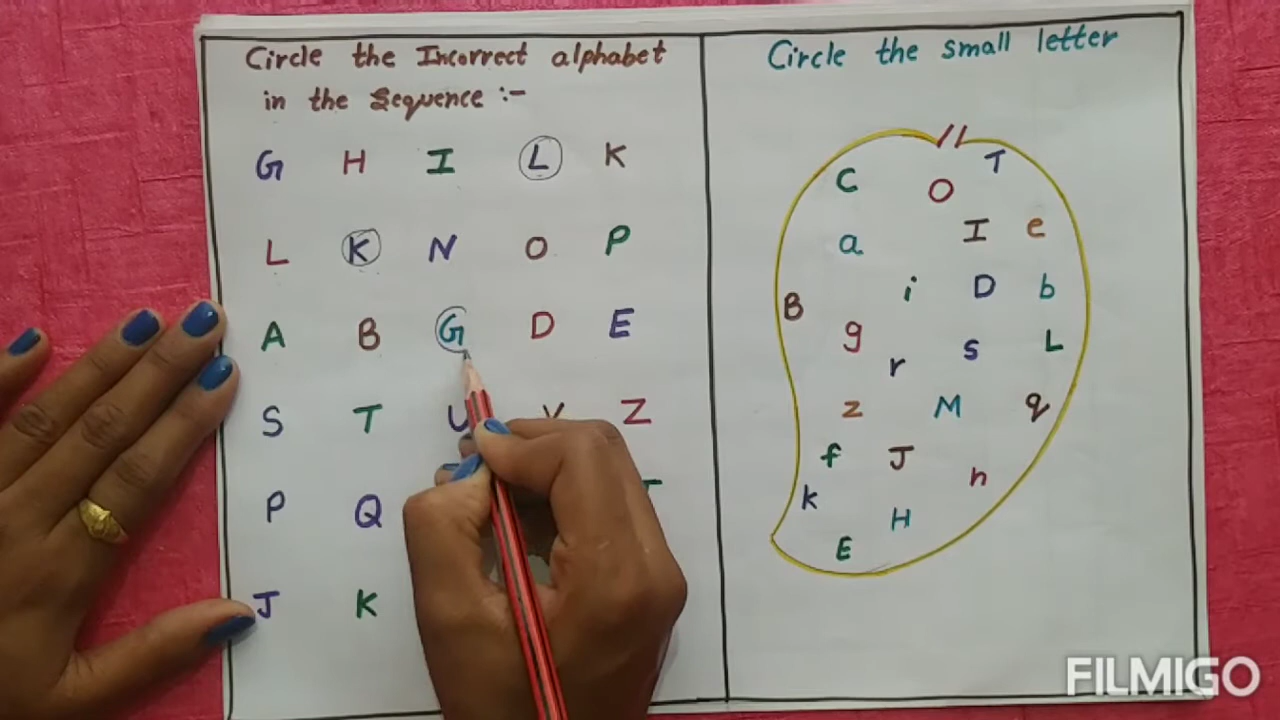 Circle the Incorrect alphabet
in the Sequence :-
G H I L K
L K N O P
A B G D E
S T U V Z
P Q
J K
Circle the small letter
T
C O
I e
a
i D b
B
g s L
r
z M q
f J
n
k
H
E
FILMIGO